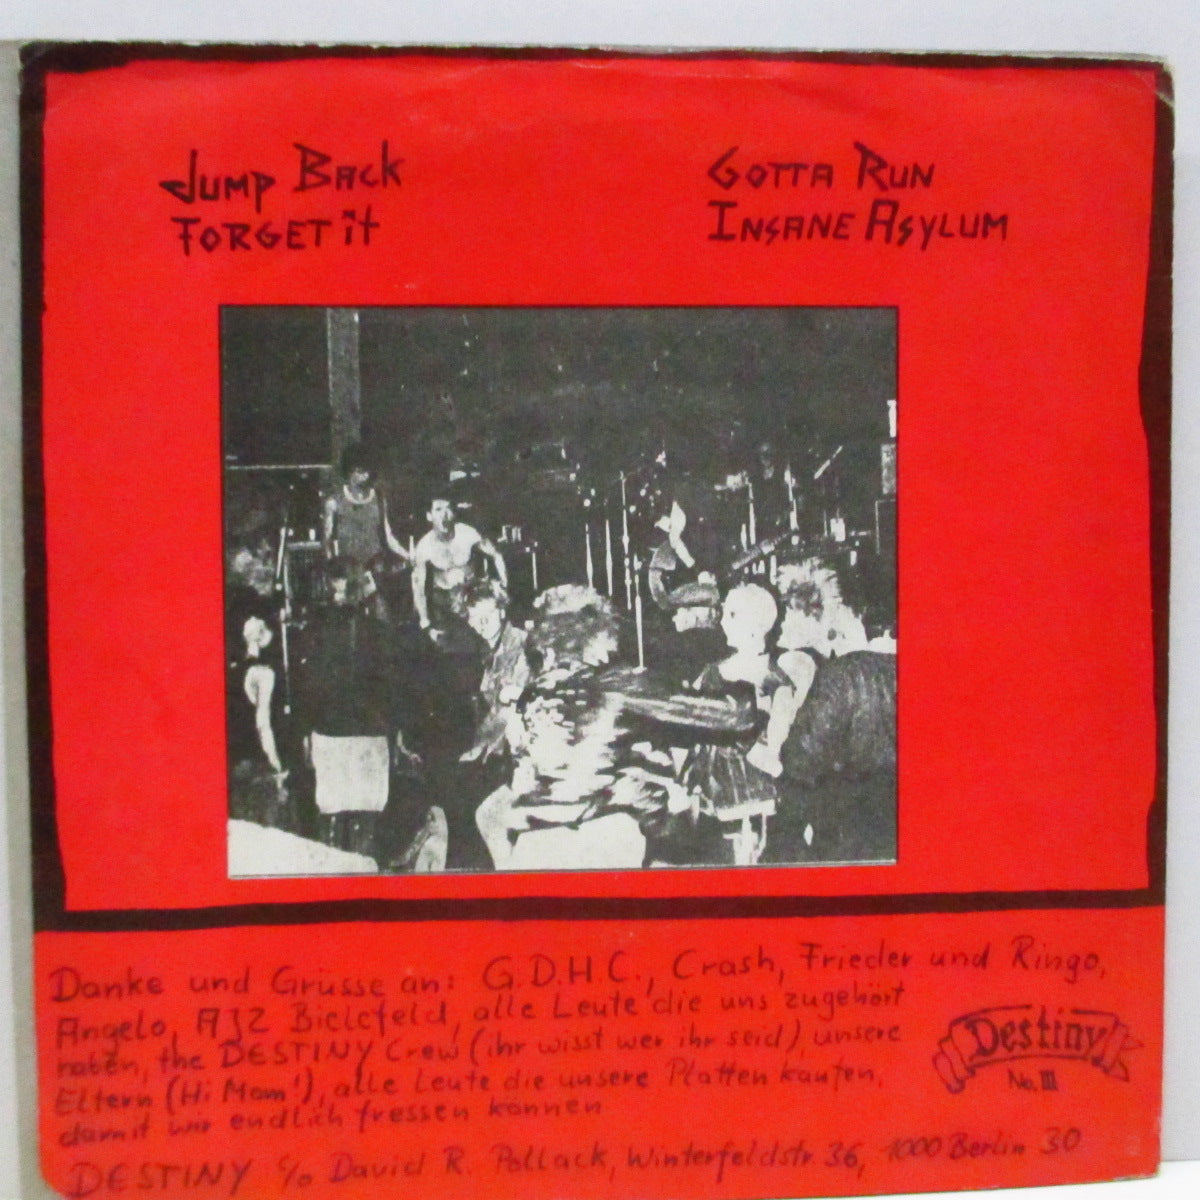 Jump Back
Forget it
Gotta Run
Insane Asylum
Danke und Grüsse an: G.D.H.C., Crash, Frieder und Ringo,
Angelo, AJZ Bielefeld, alle Leute die uns zugehört
haben, the DESTINY Crew (ihr wisst wer ihr seid), unsere
Eltern (Hi Mom!), alle Leute die unsere Platten kaufen,
damit wir endlich fressen können
Destiny
No. III
DESTINY c/o David R. Pollack, Winterfeldstr. 36, 1000 Berlin 30